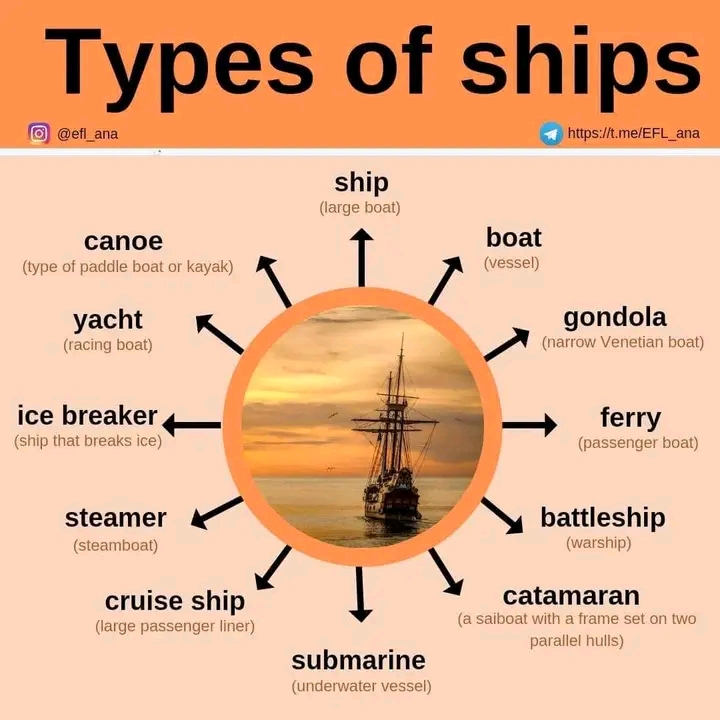 Types of ships
@efl_ana
https://t.me/EFL_ana
ship
(large boat)
boat
(vessel)
gondola
(narrow Venetian boat)
ferry
(passenger boat)
battleship
(warship)
catamaran
(a saiboat with a frame set on two
parallel hulls)
submarine
(underwater vessel)
cruise ship
(large passenger liner)
steamer
(steamboat)
ice breaker
(ship that breaks ice)
yacht
(racing boat)
canoe
(type of paddle boat or kayak)